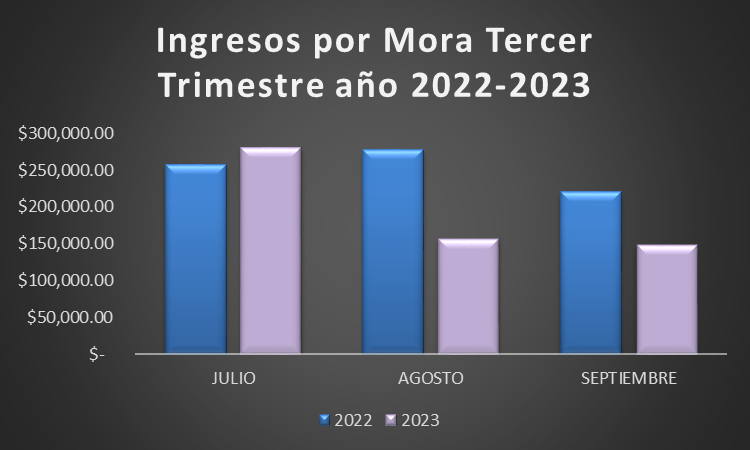 Ingresos por Mora Tercer
Trimestre año 2022-2023
$300,000.00
$250,000.00
$200,000.00
$150,000.00
$100,000.00
$50,000.00
$-
JULIO AGOSTO SEPTIEMBRE
2022 2023